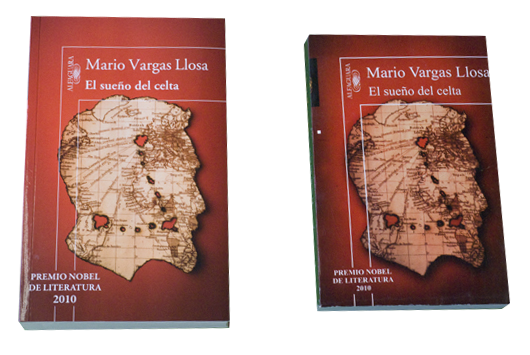 ALFAGUARA
Mario Vargas Llosa
El sueño del celta
PREMIO NOBEL
DE LITERATURA
2010
ALFAGUARA
Mario Vargas Llosa
El sueño del celta
PREMIO NOBEL
DE LITERATURA
2010